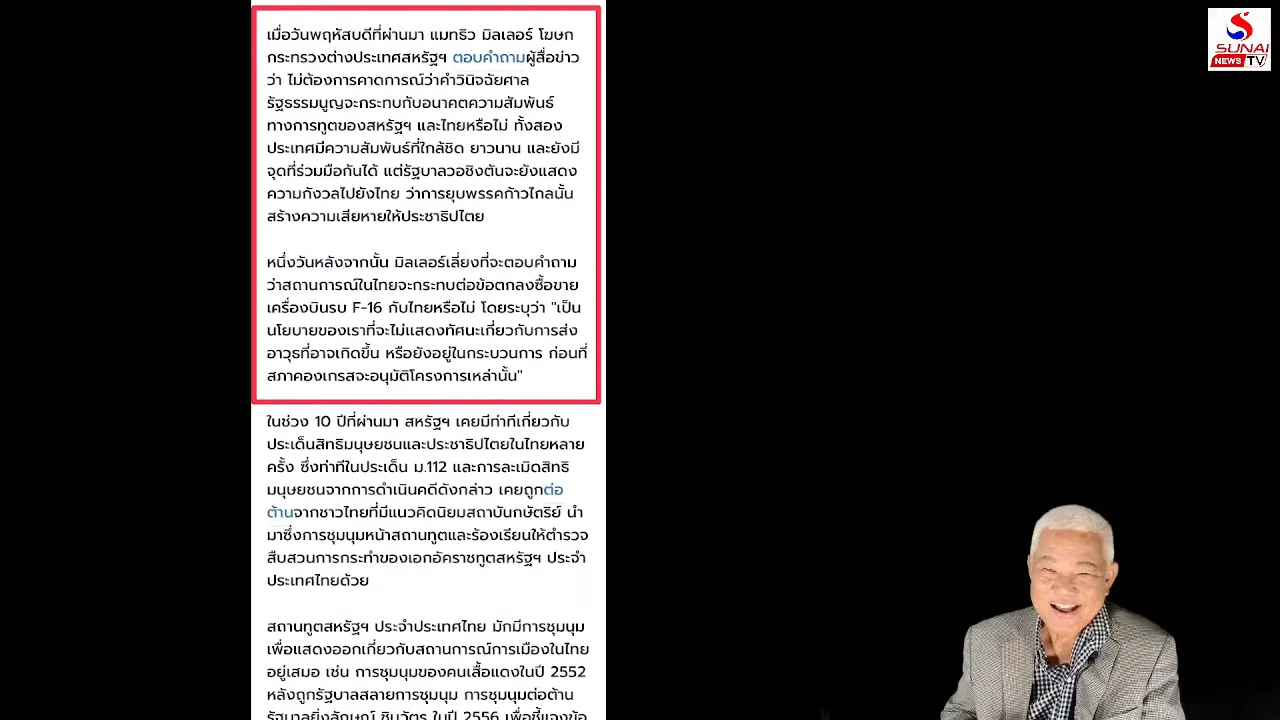 เมื่อวันพฤหัสบดีที่ผ่านมา แมทธิว มิลเลอร์ โฆษก
กระทรวงต่างประเทศสหรัฐฯ ตอบคำถามผู้สื่อข่าว
ว่า ไม่ต้องการคาดการณ์ว่าคำวินิจฉัยศาล
รัฐธรรมนูญจะกระทบกับอนาคตความสัมพันธ์
ทางการทูตของสหรัฐฯ และไทยหรือไม่ ทั้งสอง
ประเทศมีความสัมพันธ์ที่ใกล้ชิด ยาวนาน และยังมี
จุดที่ร่วมมือกันได้ แต่รัฐบาลวอชิงตันจะยังแสดง
ความกังวลไปยังไทย ว่าการยุบพรรคก้าวไกลนั้น
สร้างความเสียหายให้ประชาธิปไตย
หนึ่งวันหลังจากนั้น มิลเลอร์เลี่ยงที่จะตอบคำถาม
ว่าสถานการณ์ในไทยจะกระทบต่อข้อตกลงซื้อขาย
เครื่องบินรบ F-16 กับไทยหรือไม่ โดยระบุว่า "เป็น
นโยบายของเราที่จะไม่แสดงทัศนะเกี่ยวกับการส่ง
อาวุธที่อาจเกิดขึ้น หรือยังอยู่ในกระบวนการ ก่อนที่
สภาคองเกรสจะอนุมัติโครงการเหล่านั้น"
ในช่วง 10 ปีที่ผ่านมา สหรัฐฯ เคยมีท่าทีเกี่ยวกับ
ประเด็นสิทธิมนุษยชนและประชาธิปไตยในไทยหลาย
ครั้ง ซึ่งท่าทีในประเด็น ม.112 และการละเมิดสิทธิ
มนุษยชนจากการดำเนินคดีดังกล่าว เคยถูกต่อ
ต้านจากชาวไทยที่มีแนวคิดนิยมสถาบันกษัตริย์ นำ
มาซึ่งการชุมนุมหน้าสถานทูตและร้องเรียนให้ตำรวจ
สืบสวนการกระทำของเอกอัคราชทูตสหรัฐฯ ประจำ
ประเทศไทยด้วย
สถานทูตสหรัฐฯ ประจำประเทศไทย มักมีการชุมนุม
เพื่อแสดงออกเกี่ยวกับสถานการณ์การเมืองในไทย
อยู่เสมอ เช่น การชุมนุมของคนเสื้อแดงในปี 2552
หลังถูกรัฐบาลสลายการชุมนุม การชุมนุมต่อต้าน
รัฐบาลยิ่งลักษณ์ ชินวัตร ในปี 2556 เพื่อชี้แจงข้อ
SUNAI
NEWS TV